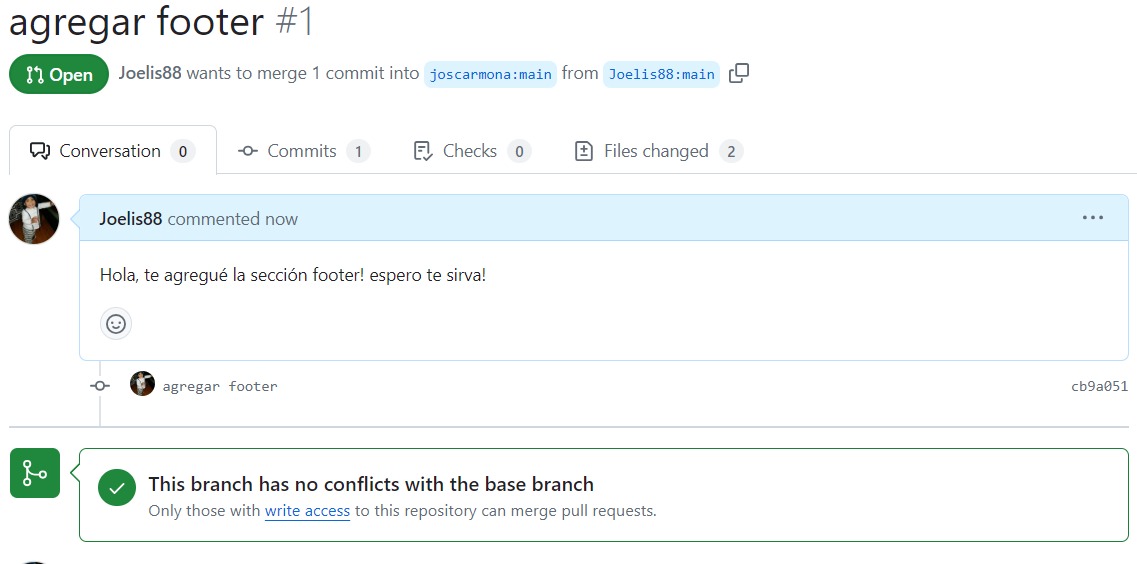 agregar footer #1
Open Joelis88 wants to merge 1 commit into joscarmona:main from Joelis88:main
Conversation 0 Commits 1 Checks 0 Files changed 2
Joelis88 commented now
Hola, te agregué la sección footer! espero te sirva!
agregar footer cb9a051
This branch has no conflicts with the base branch
Only those with write access to this repository can merge pull requests.